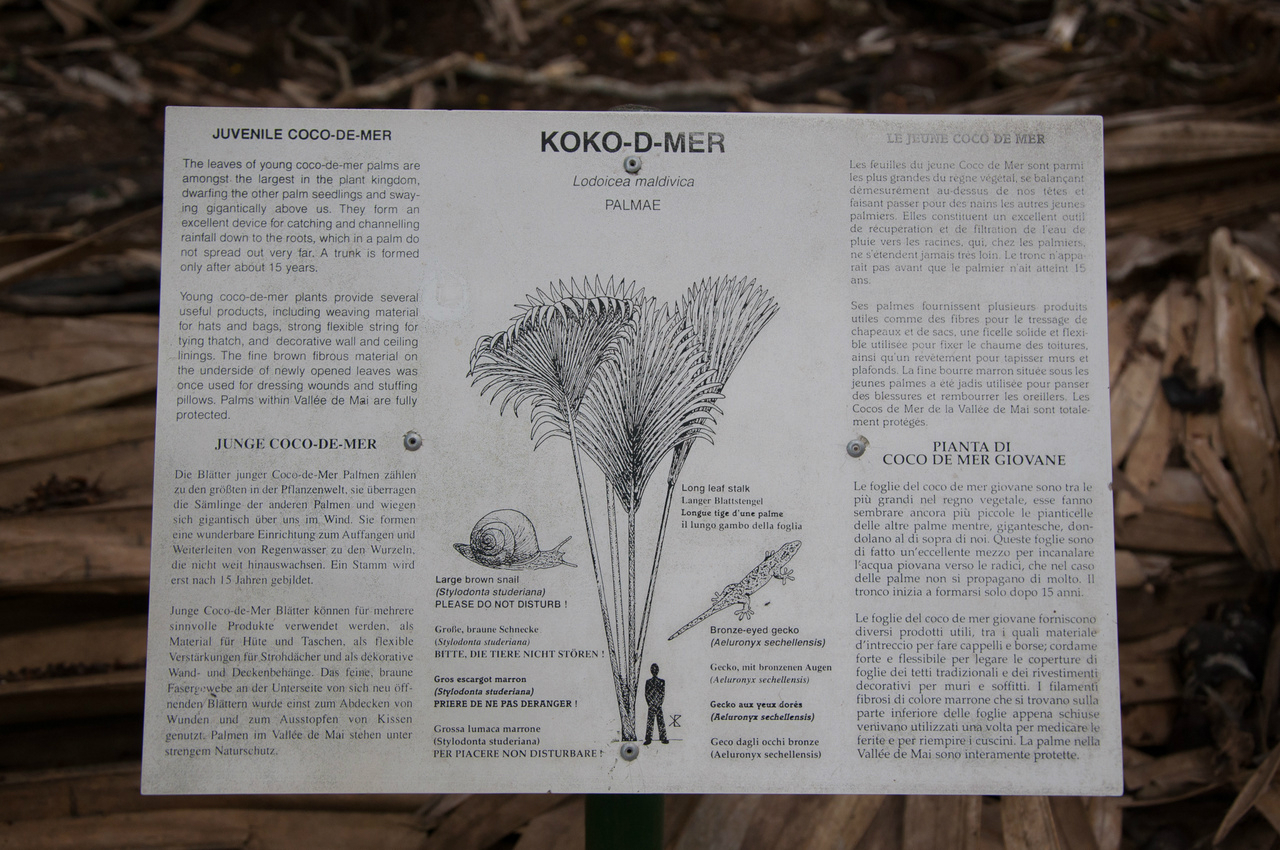 KOKO-D-MER
Lodoicea maldivica
PALMAE
JUVENILE COCO-DE-MER
The leaves of young coco-de-mer palms are
amongst the largest in the plant kingdom,
dwarfing the other palm seedlings and sway-
ing gigantically above us. They form an
excellent device for catching and channelling
rainfall down to the roots, which in a palm do
not spread out very far. A trunk is formed
only after about 15 years.
Young coco-de-mer plants provide several
useful products, including weaving material
for hats and bags, strong flexible string for
tying thatch, and decorative wall and ceiling
linings. The fine brown fibrous material on
the underside of newly opened leaves was
once used for dressing wounds and stuffing
pillows. Palms within Vallée de Mai are fully
protected.
JUNGE COCO-DE-MER
Die Blätter junger Coco-de-Mer Palmen zählen
zu den größten in der Pflanzenwelt, sie überragen
die Sämlinge der anderen Palmen und wiegen
sich gigantisch über uns im Wind. Sie formen
eine wunderbare Einrichtung zum Auffangen und
Weiterleiten von Regenwasser zu den Wurzeln,
die nicht weit hinauswachsen. Ein Stamm wird
erst nach 15 Jahren gebildet.
Junge Coco-de-Mer Blätter können für mehrere
sinnvolle Produkte verwendet werden, als
Material für Hüte und Taschen, als flexible
Verstärkungen für Strohdächer und als dekorative
Wand- und Deckenbehänge. Das feine, braune
Fasergewebe an der Unterseite von sich neu öff-
nenden Blättern wurde einst zum Abdecken von
Wunden und zum Ausstopfen von Kissen
genutzt. Palmen im Vallée de Mai stehen unter
strengem Naturschutz.
Large brown snail
(Stylodonta studeriana)
PLEASE DO NOT DISTURB !
Große, braune Schnecke
(Stylodonta studeriana)
BITTE, DIE TIERE NICHT STÖREN !
Gros escargot marron
(Stylodonta studeriana)
PRIERE DE NE PAS DERANGER !
Grossa lumaca marrone
(Stylodonta studeriana)
PER PIACERE NON DISTURBARE !
Long leaf stalk
Langer Blattstengel
Longue tige d'une palme
il lungo gambo della foglia
Bronze-eyed gecko
(Aeluronyx sechellensis)
Gecko, mit bronzenen Augen
(Aeluronyx sechellensis)
Gecko aux yeux dorés
(Aeluronyx sechellensis)
Geco dagli occhi bronze
(Aeluronyx sechellensis)
LE JEUNE COCO DE MER
Les feuilles du jeune Coco de Mer sont parmi
les plus grandes du règne végétal, se balançant
démesurément au-dessus de nos têtes et
faisant passer pour des nains les autres jeunes
palmiers. Elles constituent un excellent outil
de récupération et de filtration de l'eau de
pluie vers les racines, qui, chez les palmiers,
ne s'étendent jamais très loin. Le tronc n'appa-
rait pas avant que le palmier n'ait atteint 15
ans.
Ses palmes fournissent plusieurs produits
utiles comme des fibres pour le tressage de
chapeaux et de sacs, une ficelle solide et flexi-
ble utilisée pour fixer le chaume des toitures,
ainsi qu'un revêtement pour tapisser murs et
plafonds. La fine bourre marron située sous les
jeunes palmes a été jadis utilisée pour panser
des blessures et rembourrer les oreillers. Les
Cocos de Mer de la Vallée de Mai sont totale-
ment protégés.
PIANTA DI
COCO DE MER GIOVANE
Le foglie del coco de mer giovane sono tra le
più grandi nel regno vegetale, esse fanno
sembrare ancora più piccole le pianticelle
delle altre palme mentre, gigantesche, don-
dolano al di sopra di noi. Queste foglie sono
di fatto un'eccellente mezzo per incanalare
l'acqua piovana verso le radici, che nel caso
delle palme non si propagano di molto. Il
tronco inizia a formarsi solo dopo 15 anni.
Le foglie del coco de mer giovane forniscono
diversi prodotti utili, tra i quali materiale
d'intreccio per fare cappelli e borse; cordame
forte e flessibile per legare le coperture di
foglie dei tetti tradizionali e dei rivestimenti
decorativi per muri e soffitti. I filamenti
fibrosi di colore marrone che si trovano sulla
parte inferiore delle foglie appena schiuse
venivano utilizzati una volta per medicare le
ferite e per riempire i cuscini. La palme nella
Vallée de Mai sono interamente protette.